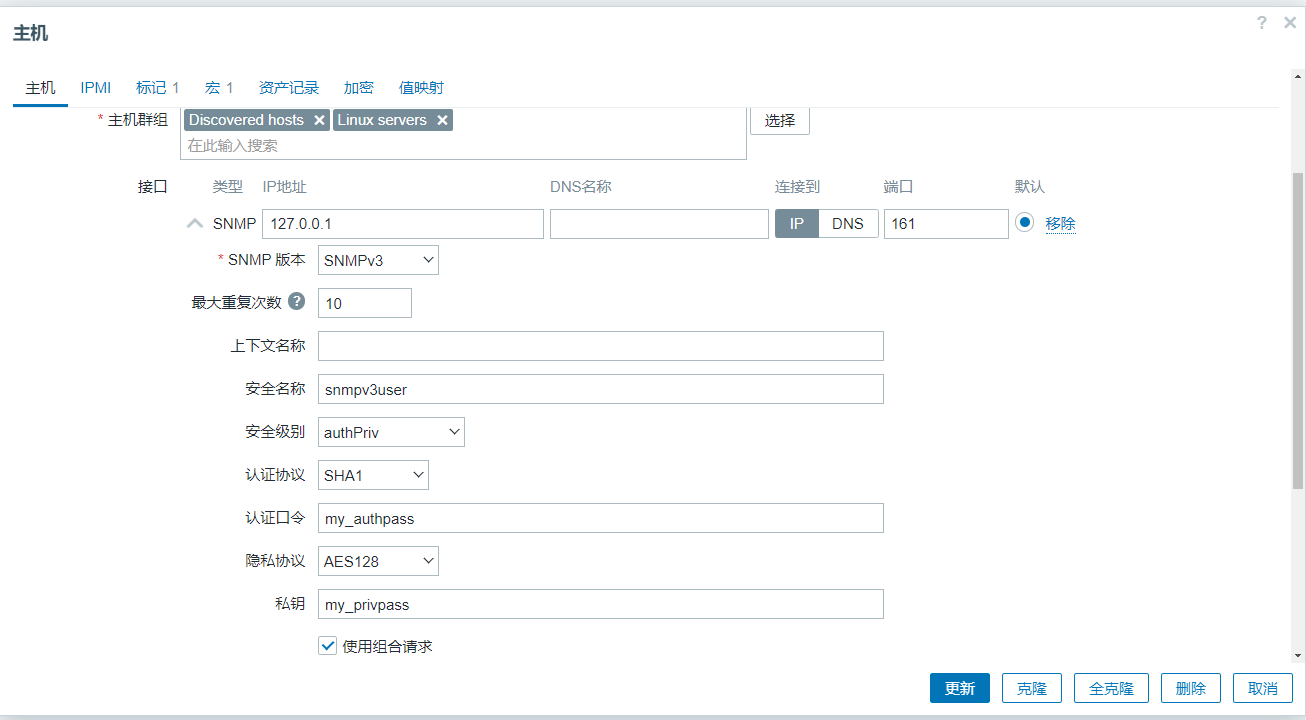 主机
? ×
主机 IPMI 标记 1 宏 1 资产记录 加密 值映射
* 主机群组 Discovered hosts × Linux servers × 选择
在此输入搜索
接口 类型 IP地址 DNS名称 连接到 端口 默认
SNMP 127.0.0.1 IP DNS 161 移除
* SNMP 版本 SNMPv3
最大重复次数 ? 10
上下文名称
安全名称 snmpv3user
安全级别 authPriv
认证协议 SHA1
认证口令 my_authpass
隐私协议 AES128
私钥 my_privpass
使用组合请求
更新 克隆 全克隆 删除 取消